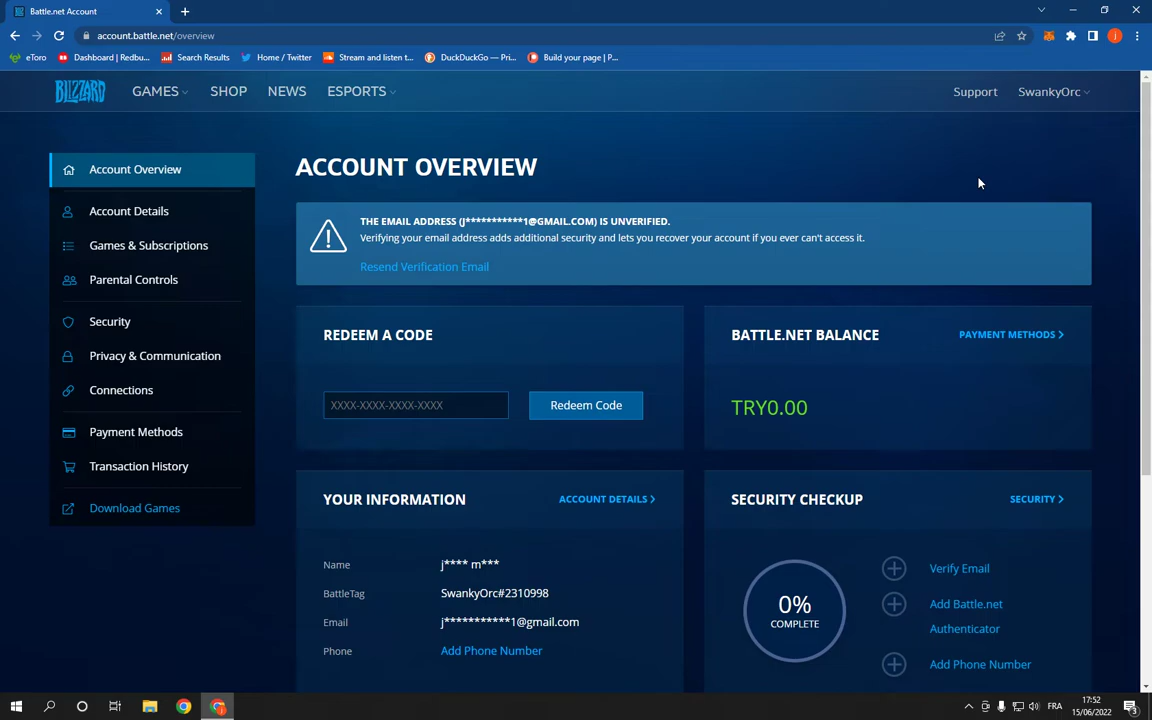 Battle.net Account
account.battle.net/overview
eToro
Dashboard | Redbu...
Search Results
Home / Twitter
Stream and listen t...
DuckDuckGo — Pri...
Build your page | P...
BLIZZARD
GAMES
SHOP
NEWS
ESPORTS
Support
SwankyOrc
Account Overview
Account Details
Games & Subscriptions
Parental Controls
Security
Privacy & Communication
Connections
Payment Methods
Transaction History
Download Games
ACCOUNT OVERVIEW
THE EMAIL ADDRESS (J***********1@GMAIL.COM) IS UNVERIFIED.
Verifying your email address adds additional security and lets you recover your account if you ever can't access it.
Resend Verification Email
REDEEM A CODE
XXXX-XXXX-XXXX-XXXX
Redeem Code
BATTLE.NET BALANCE
PAYMENT METHODS
TRY0.00
YOUR INFORMATION
ACCOUNT DETAILS
Name
j**** m***
BattleTag
SwankyOrc#2310998
Email
j***********1@gmail.com
Phone
Add Phone Number
SECURITY CHECKUP
SECURITY
0%
COMPLETE
Verify Email
Add Battle.net
Authenticator
Add Phone Number
FRA
17:52
15/06/2022
3